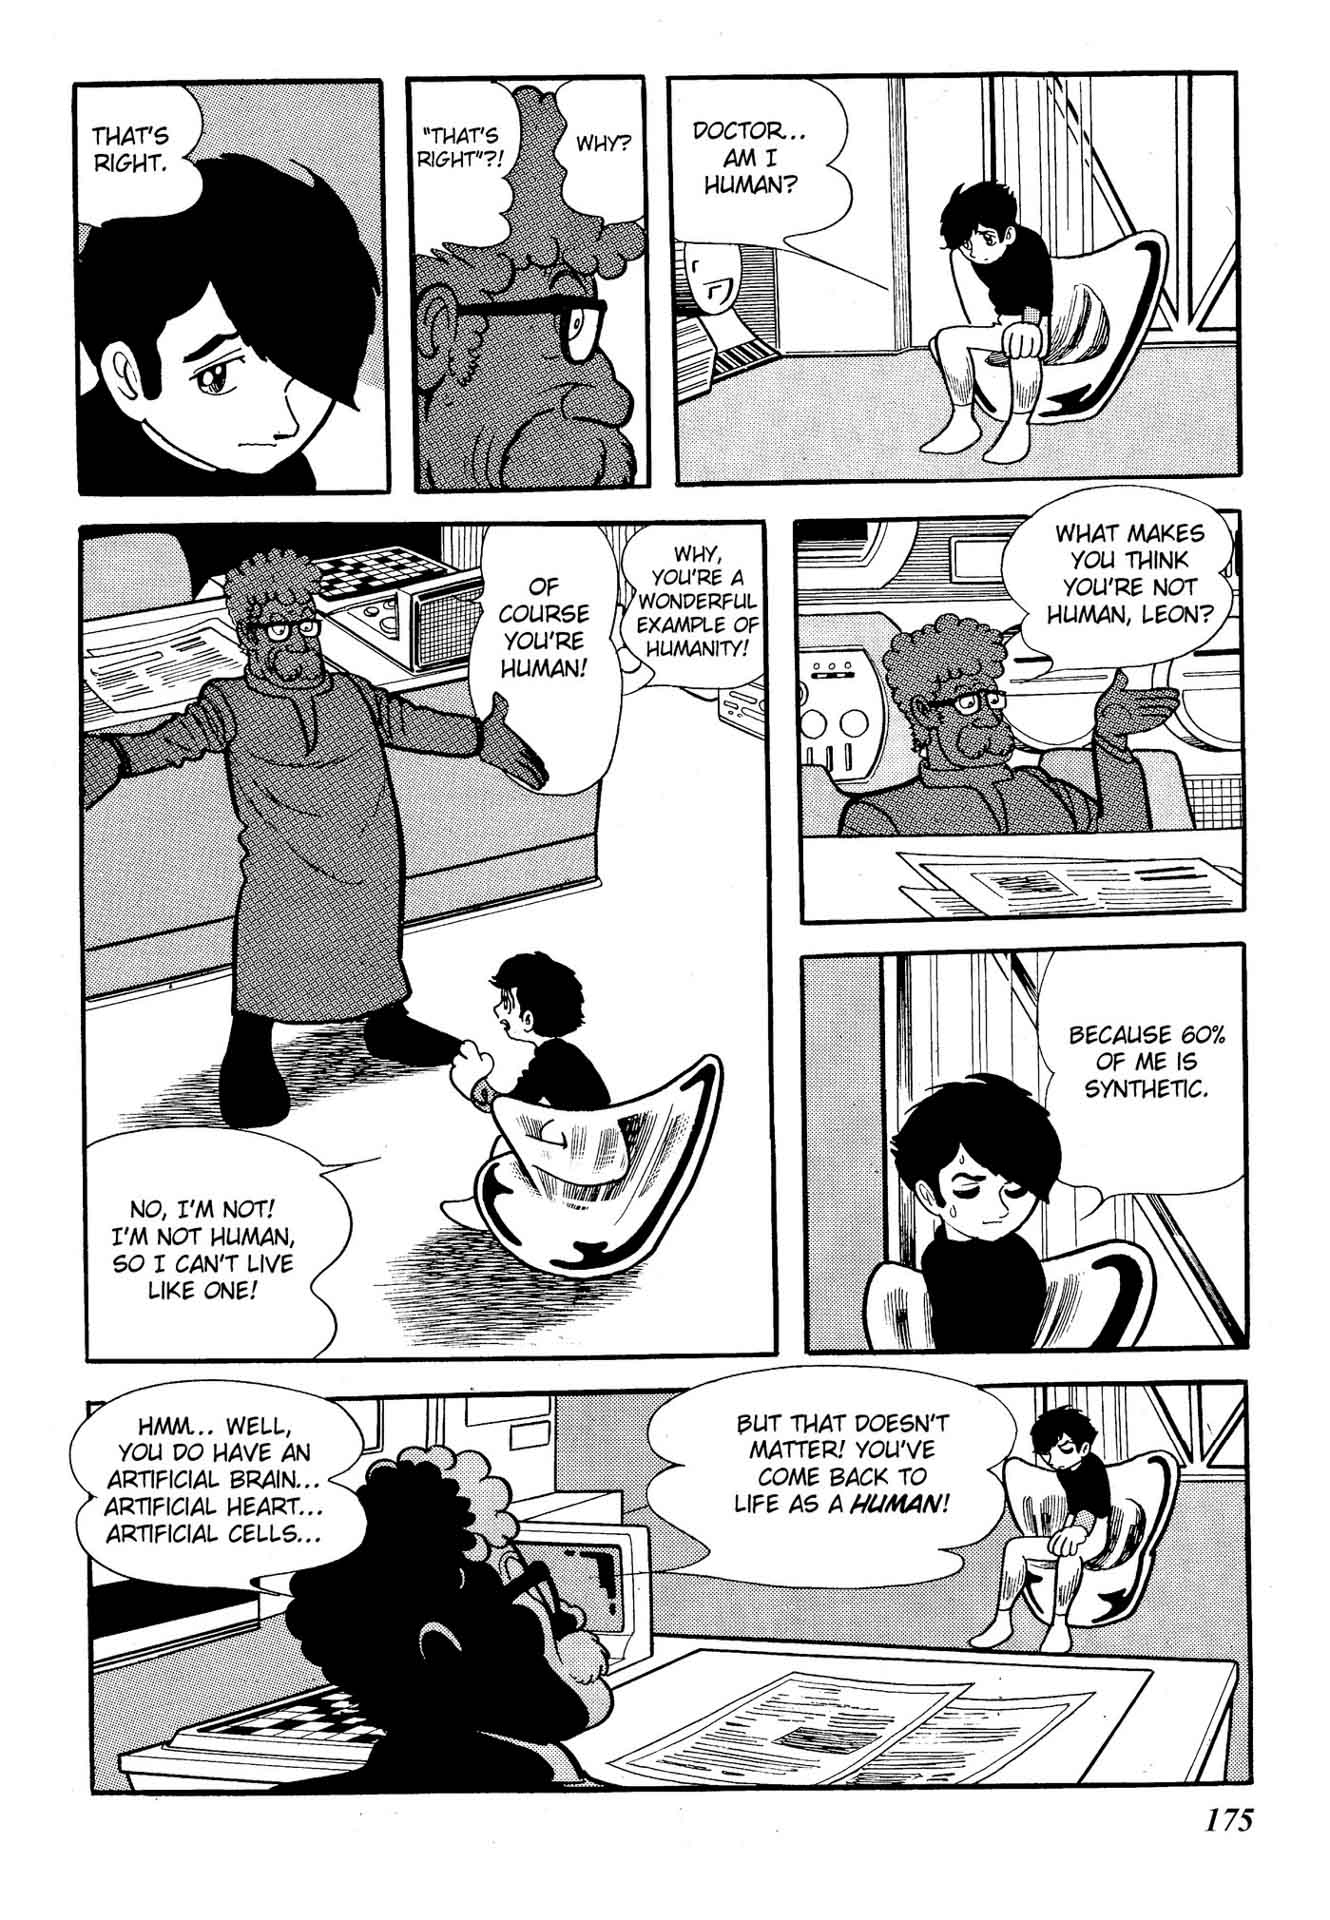 THAT'S
RIGHT.
"THAT'S
RIGHT"?!
WHY?
DOCTOR...
AM I
HUMAN?
OF
COURSE
YOU'RE
HUMAN!
WHY,
YOU'RE A
WONDERFUL
EXAMPLE OF
HUMANITY!
NO, I'M NOT!
I'M NOT HUMAN,
SO I CAN'T LIVE
LIKE ONE!
WHAT MAKES
YOU THINK
YOU'RE NOT
HUMAN, LEON?
BECAUSE 60%
OF ME IS
SYNTHETIC.
HMM... WELL,
YOU DO HAVE AN
ARTIFICIAL BRAIN...
ARTIFICIAL HEART...
ARTIFICIAL CELLS...
BUT THAT DOESN'T
MATTER! YOU'VE
COME BACK TO
LIFE AS A HUMAN!
175